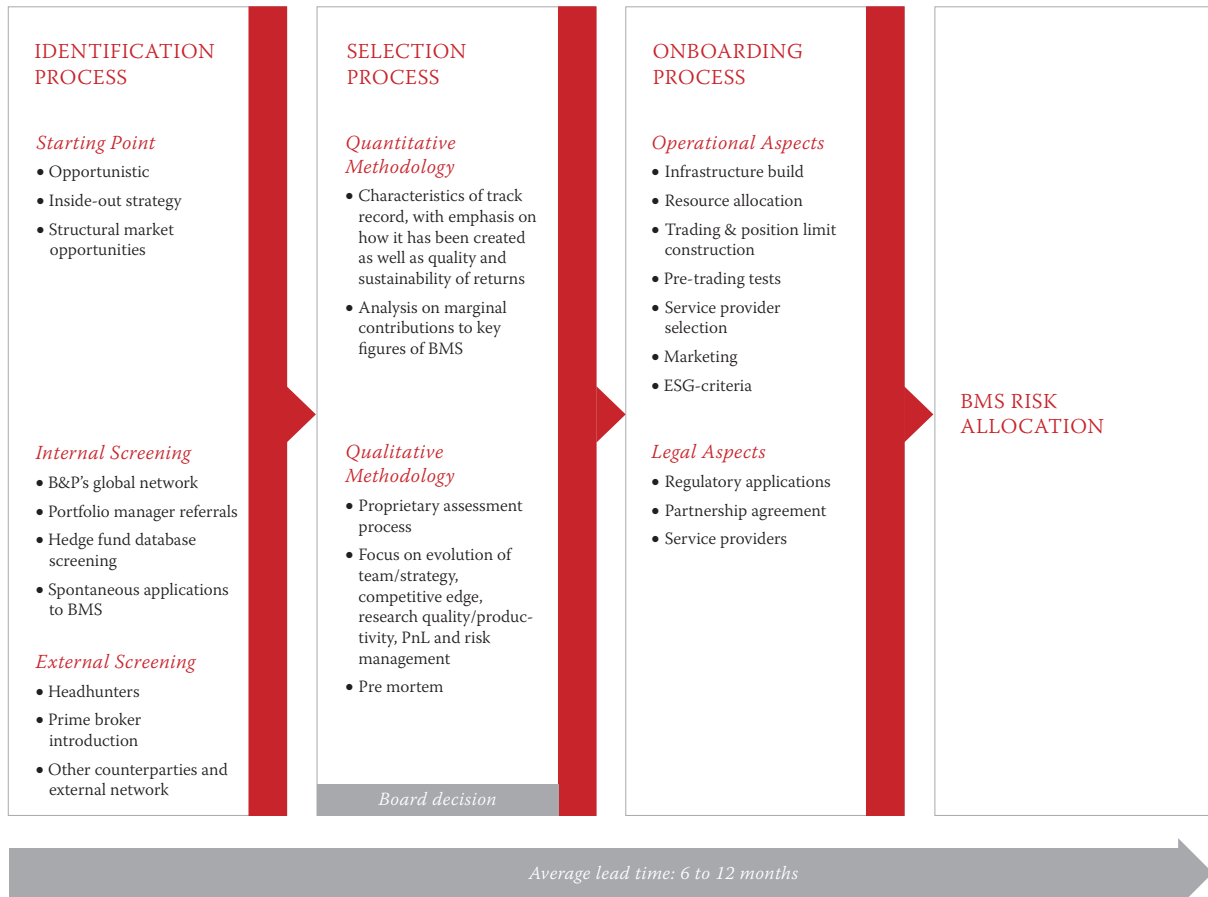 IDENTIFICATION
PROCESS
Starting Point
• Opportunistic
• Inside-out strategy
• Structural market
opportunities
Internal Screening
• B&P's global network
• Portfolio manager referrals
• Hedge fund database
screening
• Spontaneous applications
to BMS
External Screening
• Headhunters
• Prime broker
introduction
• Other counterparties and
external network
SELECTION
PROCESS
Quantitative
Methodology
• Characteristics of track
record, with emphasis on
how it has been created
as well as quality and
sustainability of returns
• Analysis on marginal
contributions to key
figures of BMS
Qualitative
Methodology
• Proprietary assessment
process
• Focus on evolution of
team/strategy,
competitive edge,
research quality/produc-
tivity, PnL and risk
management
• Pre mortem
Board decision
ONBOARDING
PROCESS
Operational Aspects
• Infrastructure build
• Resource allocation
• Trading & position limit
construction
• Pre-trading tests
• Service provider
selection
• Marketing
• ESG-criteria
Legal Aspects
• Regulatory applications
• Partnership agreement
• Service providers
BMS RISK
ALLOCATION
Average lead time: 6 to 12 months